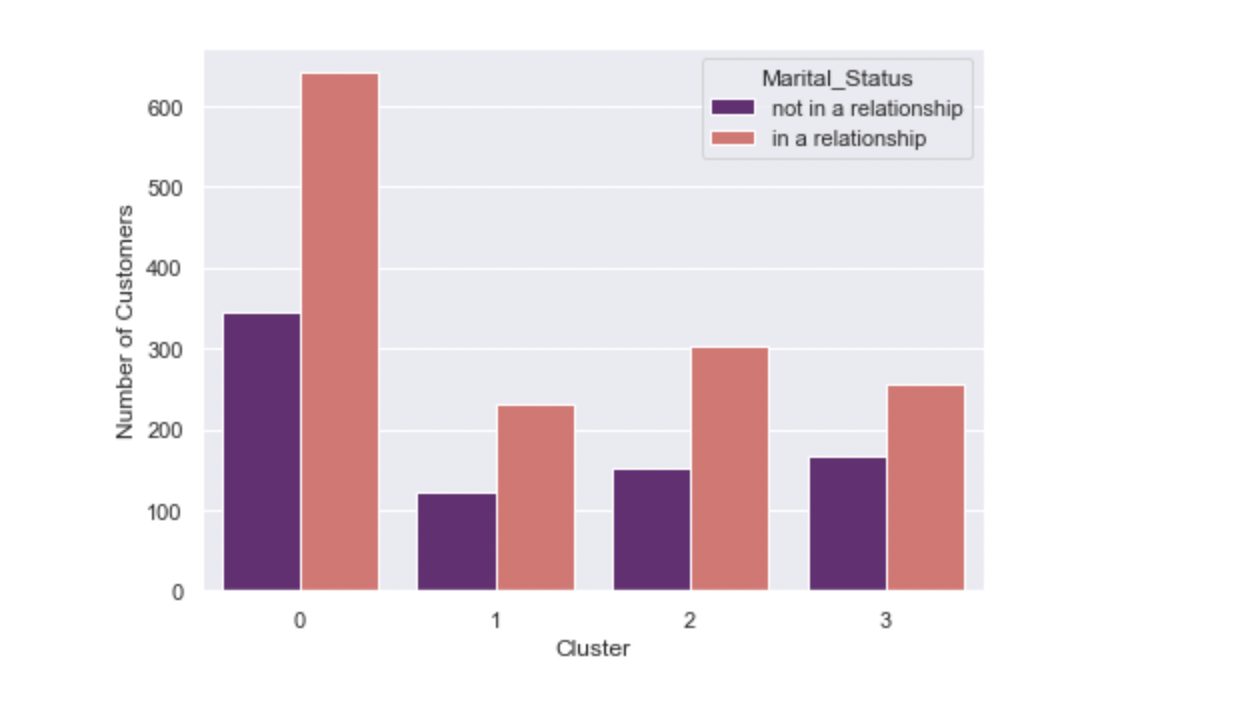 Marital_Status
not in a relationship
in a relationship
600
500
400
300
200
100
0
Number of Customers
0 1 2 3
Cluster